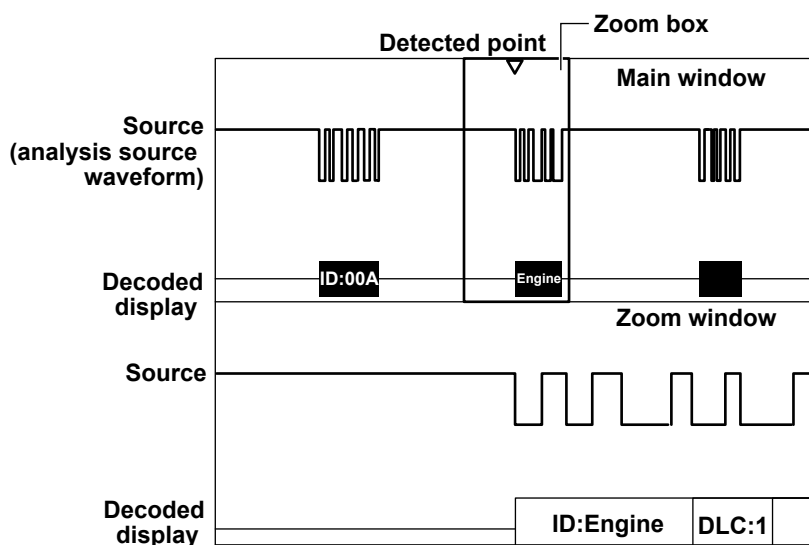 Zoom box
Detected point
Main window
Source
(analysis source
waveform)
ID:00A
Engine
Decoded
display
Zoom window
Source
Decoded
display
ID:Engine
DLC:1